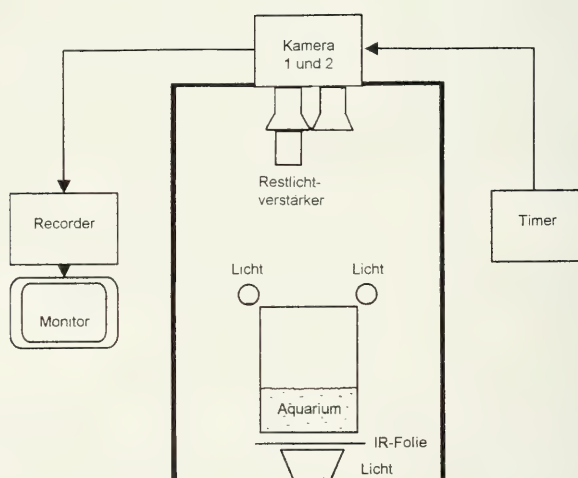 Kamera
1 und 2
Restlicht-
verstärker
Recorder
Timer
Licht
Licht
Monitor
Aquarium
IR-Folie
Licht